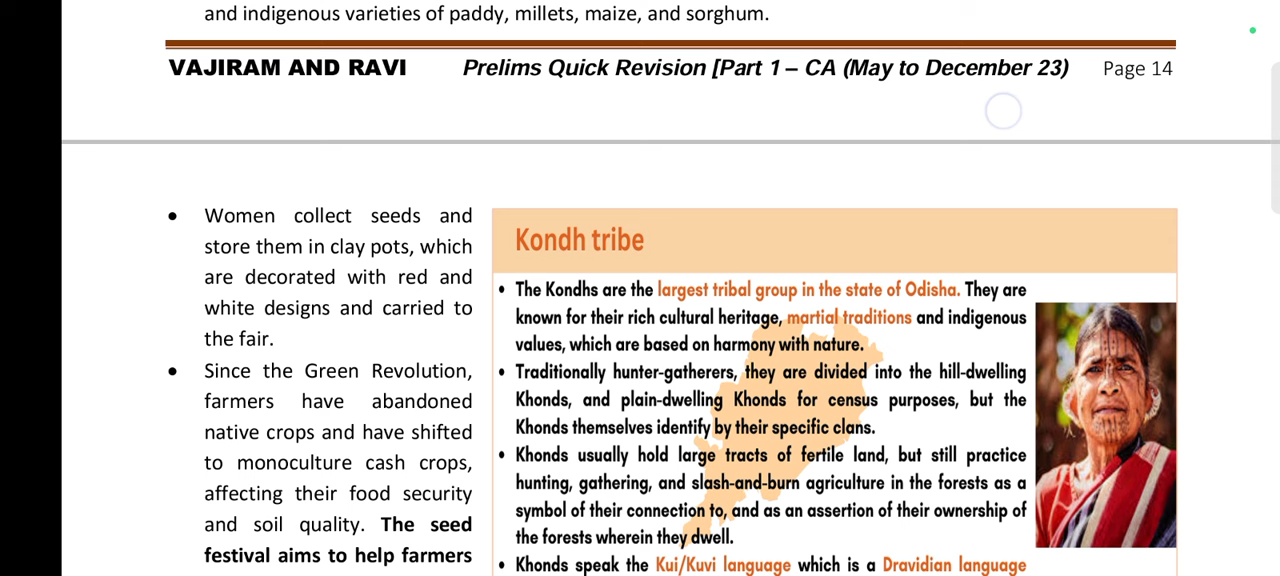 and indigenous varieties of paddy, millets, maize, and sorghum.
VAJIRAM AND RAVI Prelims Quick Revision [Part 1 – CA (May to December 23) Page 14
• Women collect seeds and
store them in clay pots, which
are decorated with red and
white designs and carried to
the fair.
• Since the Green Revolution,
farmers have abandoned
native crops and have shifted
to monoculture cash crops,
affecting their food security
and soil quality. The seed
festival aims to help farmers
Kondh tribe
• The Kondhs are the largest tribal group in the state of Odisha. They are
known for their rich cultural heritage, martial traditions and indigenous
values, which are based on harmony with nature.
• Traditionally hunter-gatherers, they are divided into the hill-dwelling
Khonds, and plain-dwelling Khonds for census purposes, but the
Khonds themselves identify by their specific clans.
• Khonds usually hold large tracts of fertile land, but still practice
hunting, gathering, and slash-and-burn agriculture in the forests as a
symbol of their connection to, and as an assertion of their ownership of
the forests wherein they dwell.
• Khonds speak the Kui/Kuvi language which is a Dravidian language